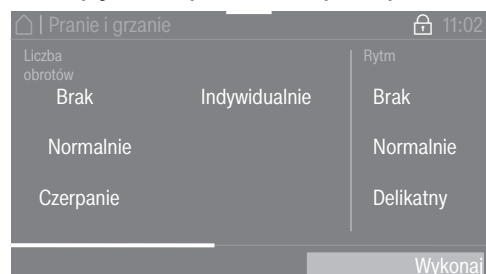 | Pranie i grzanie 11:02
Liczba obrotów
Rytm
Brak Indywidualnie Brak
Normalnie Normalnie
Czerpanie Delikatny
Wykonaj